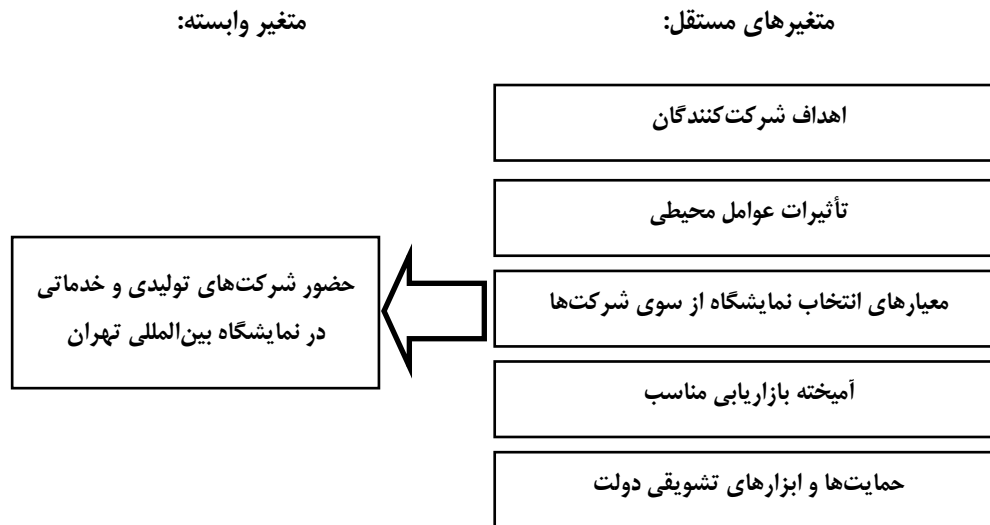 متغیرهای مستقل:
متغیر وابسته:
اهداف شرکت‌کنندگان
تأثیرات عوامل محیطی
معیارهای انتخاب نمایشگاه از سوی شرکت‌ها
آمیخته بازاریابی مناسب
حمایت‌ها و ابزارهای تشویقی دولت
حضور شرکت‌های تولیدی و خدماتی
در نمایشگاه بین‌المللی تهران